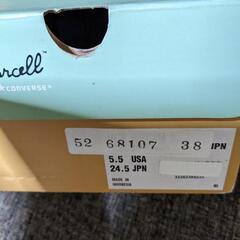 rcell
CONVERSE®
52 68107 38 JPN
5.5 USA
24.5 JPN
MADE IN
INDONESIA